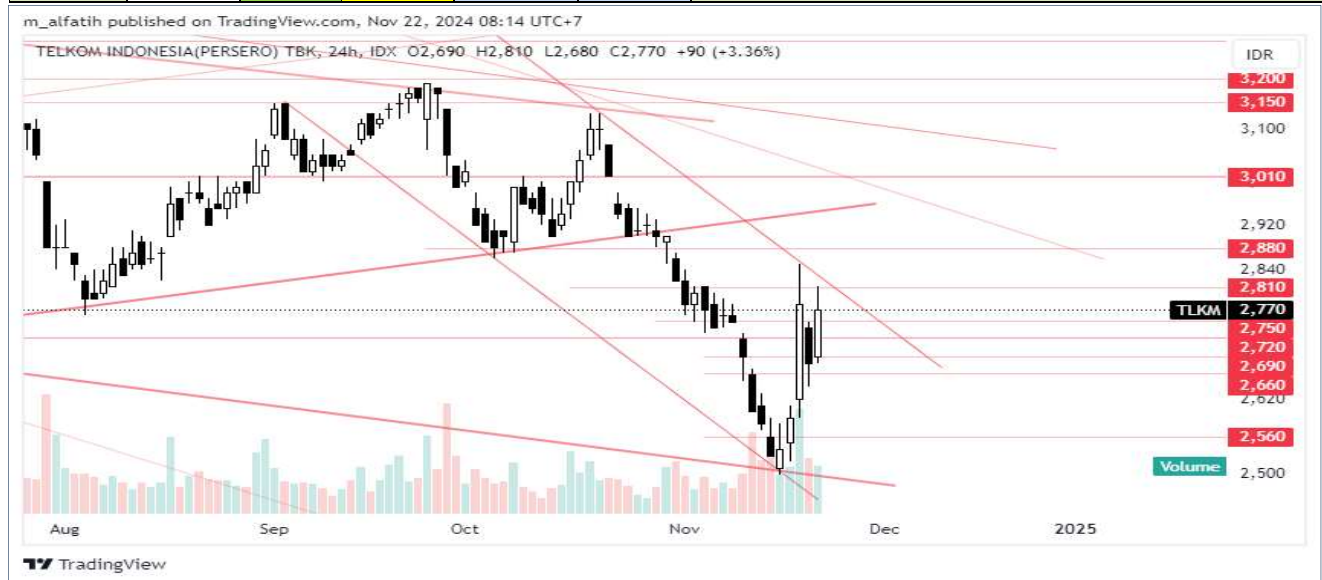 m_alfatih published on TradingView.com, Nov 22, 2024 08:14 UTC+7
TELKOM INDONESIA(PERSERO) TBK, 24h, IDX O2,690 H2,810 L2,680 C2,770 +90 (+3.36%)
IDR
3,200
3,150
3,100
3,010
2,920
2,880
2,840
2,810
TLKM 2,770
2,750
2,720
2,690
2,660
2,620
2,560
Volume
2,500
Aug Sep Oct Nov Dec 2025
TradingView